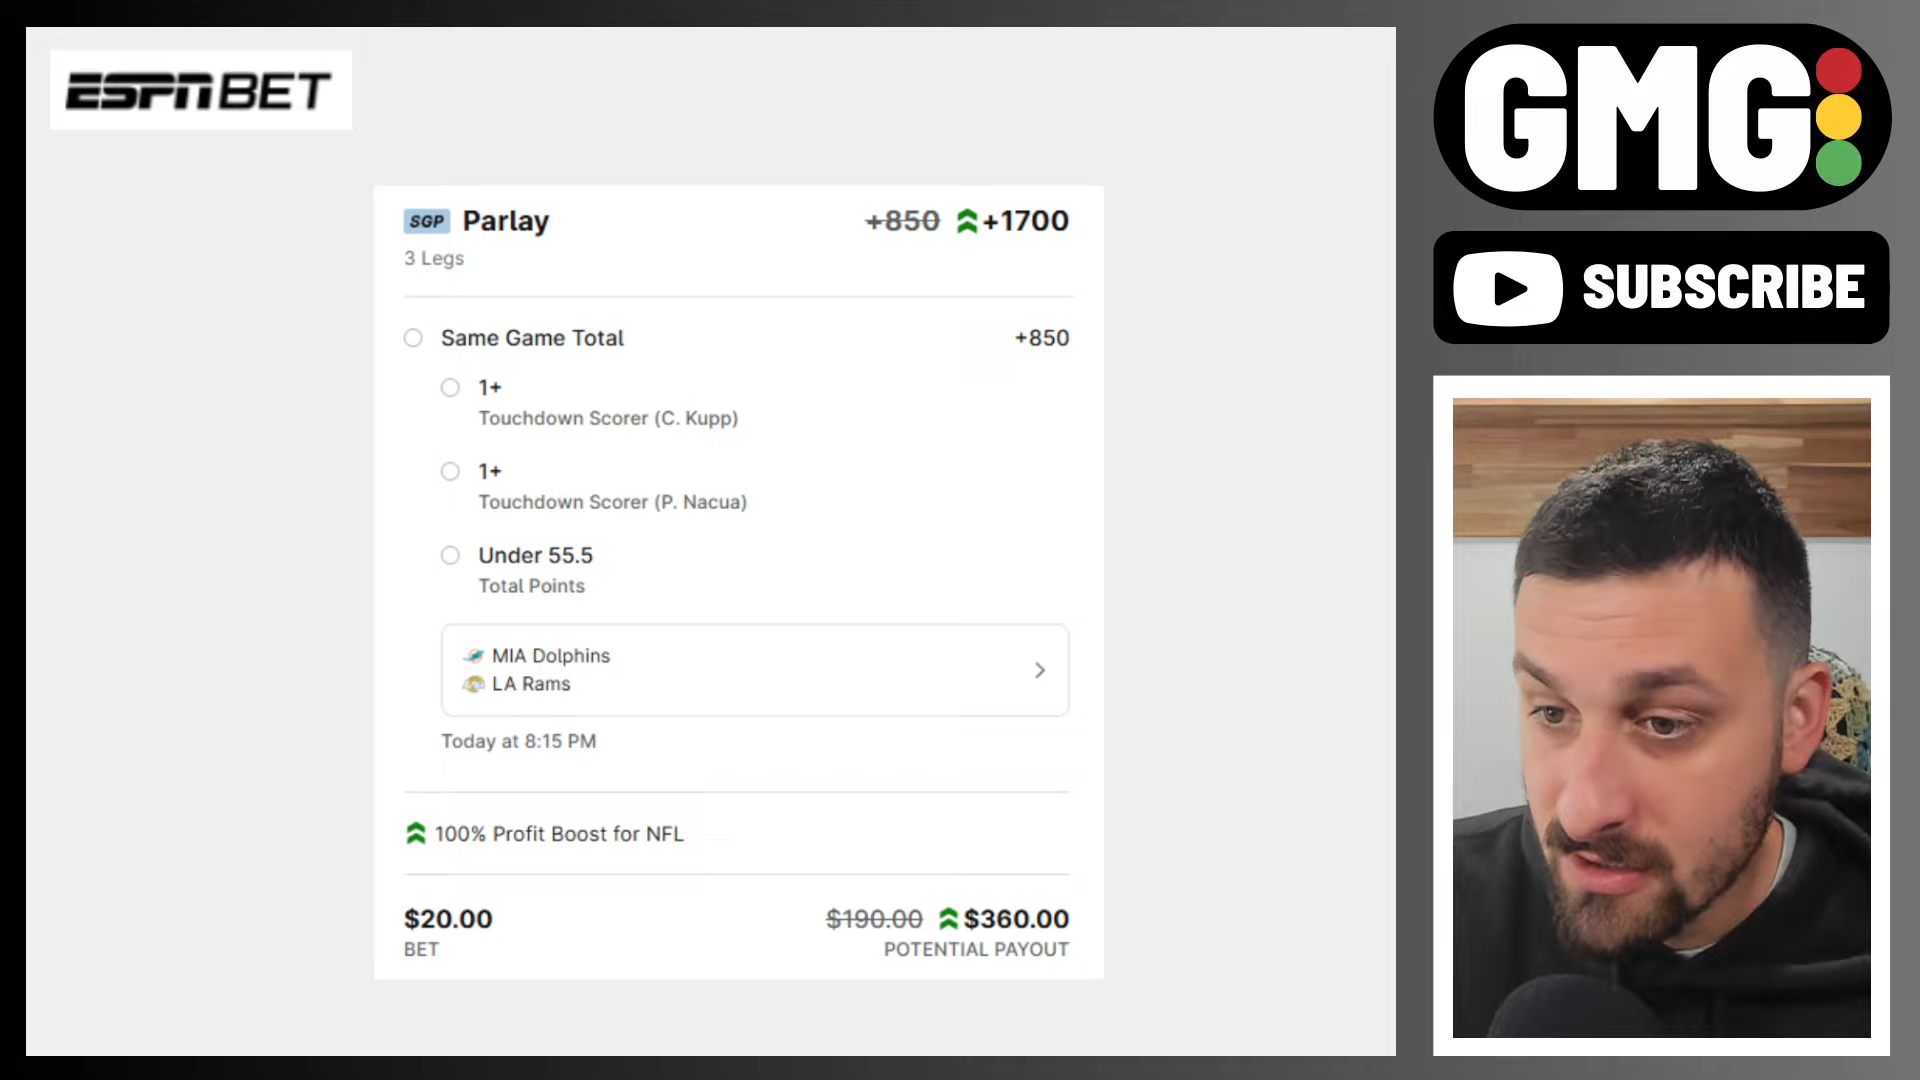 ESPN BET
GMG
SUBSCRIBE
SGP Parlay +850 +1700
3 Legs
Same Game Total +850
1+
Touchdown Scorer (C. Kupp)
1+
Touchdown Scorer (P. Nacua)
Under 55.5
Total Points
MIA Dolphins
LA Rams
Today at 8:15 PM
100% Profit Boost for NFL
$20.00 $190.00 $360.00
BET POTENTIAL PAYOUT